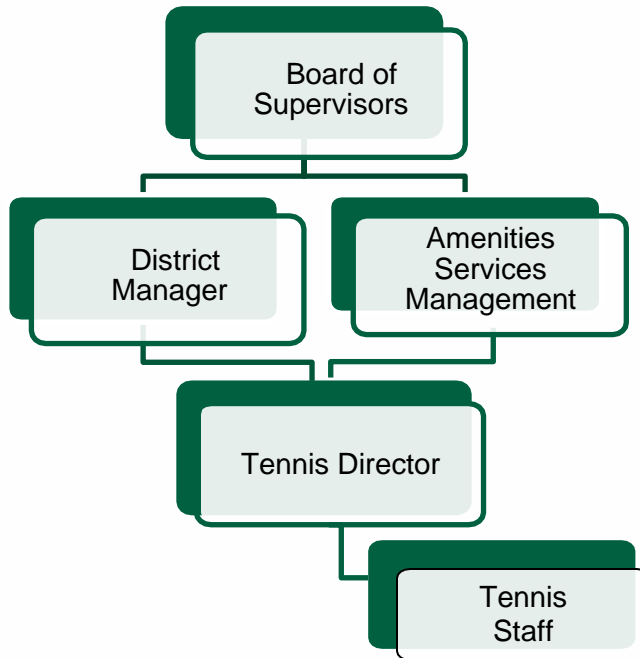 Board of
Supervisors
District
Manager
Amenities
Services
Management
Tennis Director
Tennis
Staff